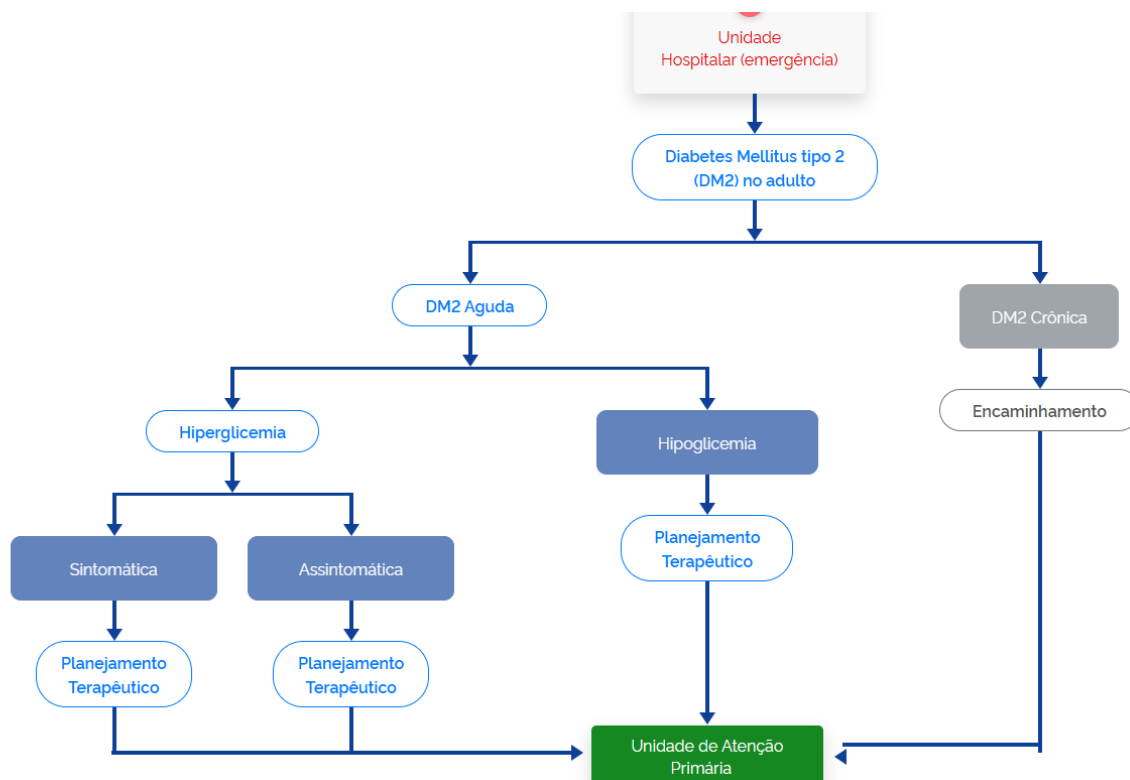 Unidade
Hospitalar (emergência)
Diabetes Mellitus tipo 2
(DM2) no adulto
DM2 Aguda
DM2 Crônica
Encaminhamento
Hiperglicemia
Hipoglicemia
Planejamento
Terapêutico
Sintomática
Assintomática
Planejamento
Terapêutico
Planejamento
Terapêutico
Unidade de Atenção
Primária